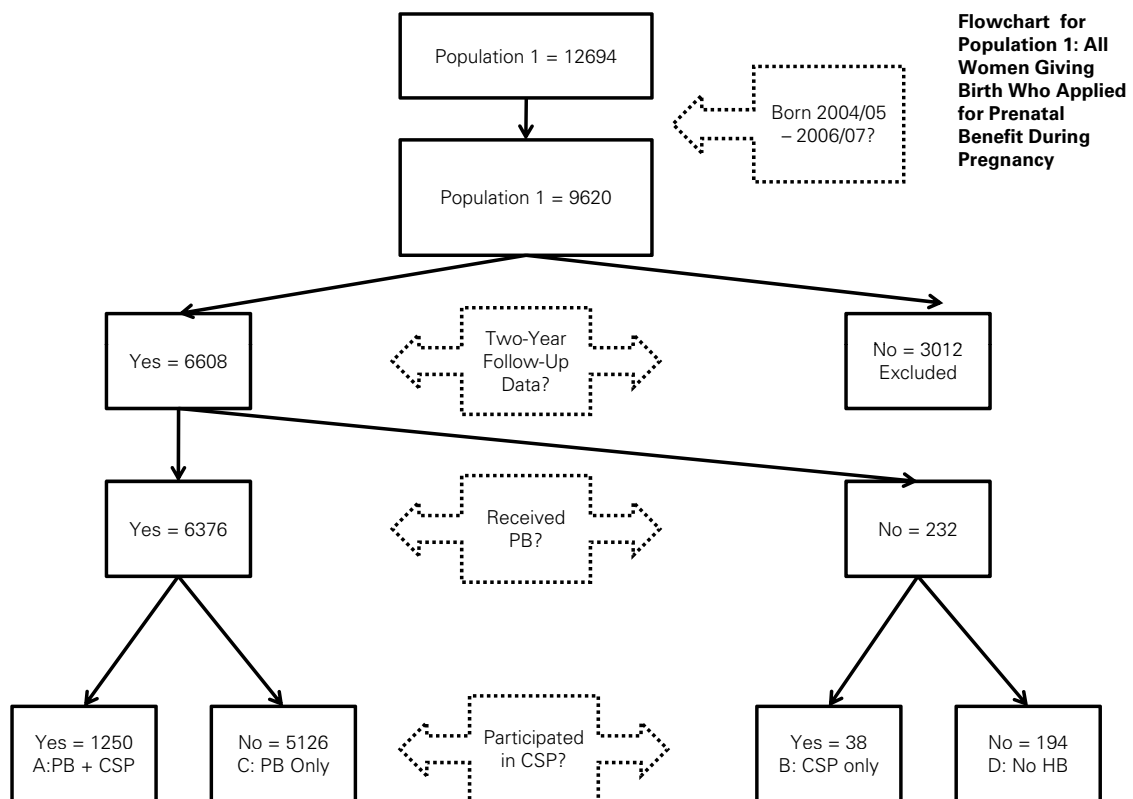 Flowchart for
Population 1: All
Women Giving
Birth Who Applied
for Prenatal
Benefit During
Pregnancy
Population 1 = 12694
Born 2004/05
– 2006/07?
Population 1 = 9620
Yes = 6608
Two-Year
Follow-Up
Data?
No = 3012
Excluded
Yes = 6376
Received
PB?
No = 232
Yes = 1250
A:PB + CSP
No = 5126
C: PB Only
Participated
in CSP?
Yes = 38
B: CSP only
No = 194
D: No HB